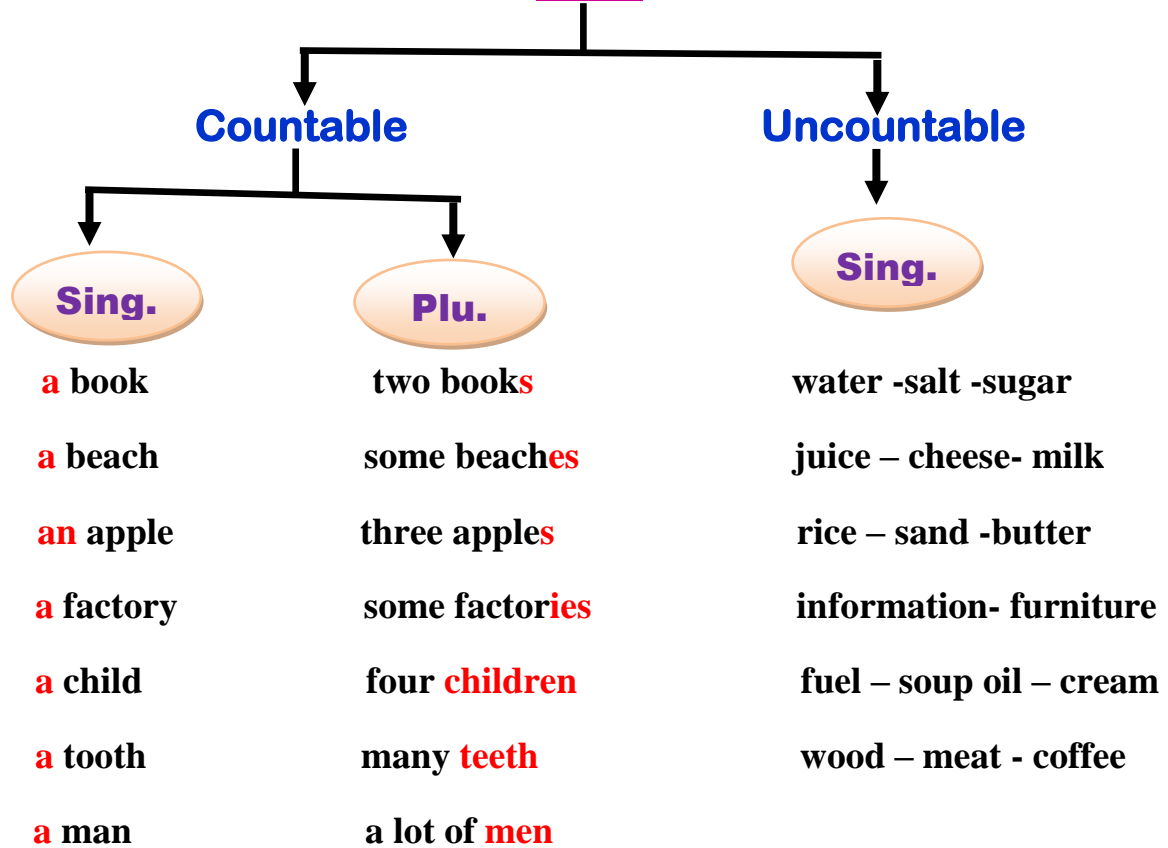 Countable Uncountable
Sing. Plu. Sing.
a book two books water -salt -sugar
a beach some beaches juice – cheese- milk
an apple three apples rice – sand -butter
a factory some factories information- furniture
a child four children fuel – soup oil – cream
a tooth many teeth wood – meat - coffee
a man a lot of men